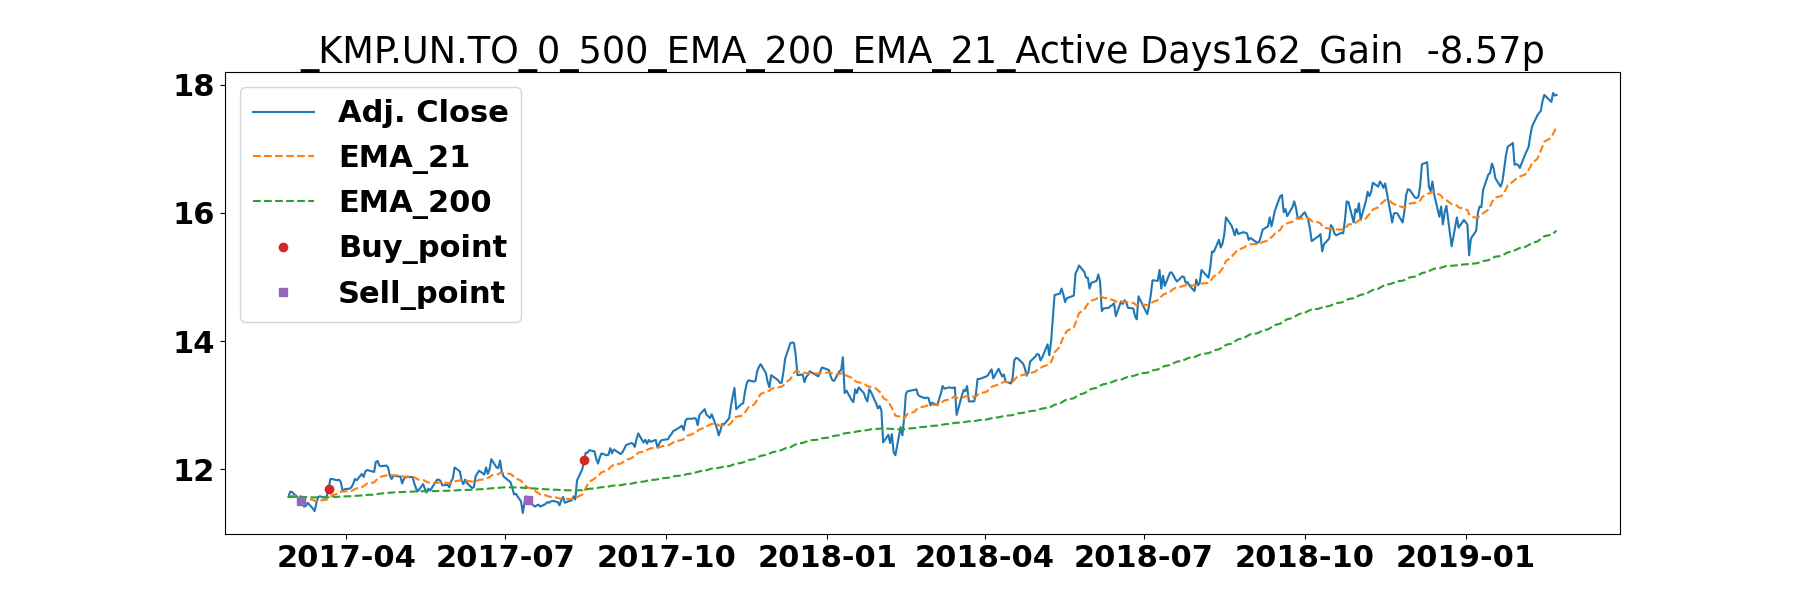 _KMP.UN.TO_0_500_EMA_200_EMA_21_Active Days162_Gain  -8.57p
18
16
14
12
Adj. Close
EMA_21
EMA_200
Buy_point
Sell_point
2017-04 2017-07 2017-10 2018-01 2018-04 2018-07 2018-10 2019-01